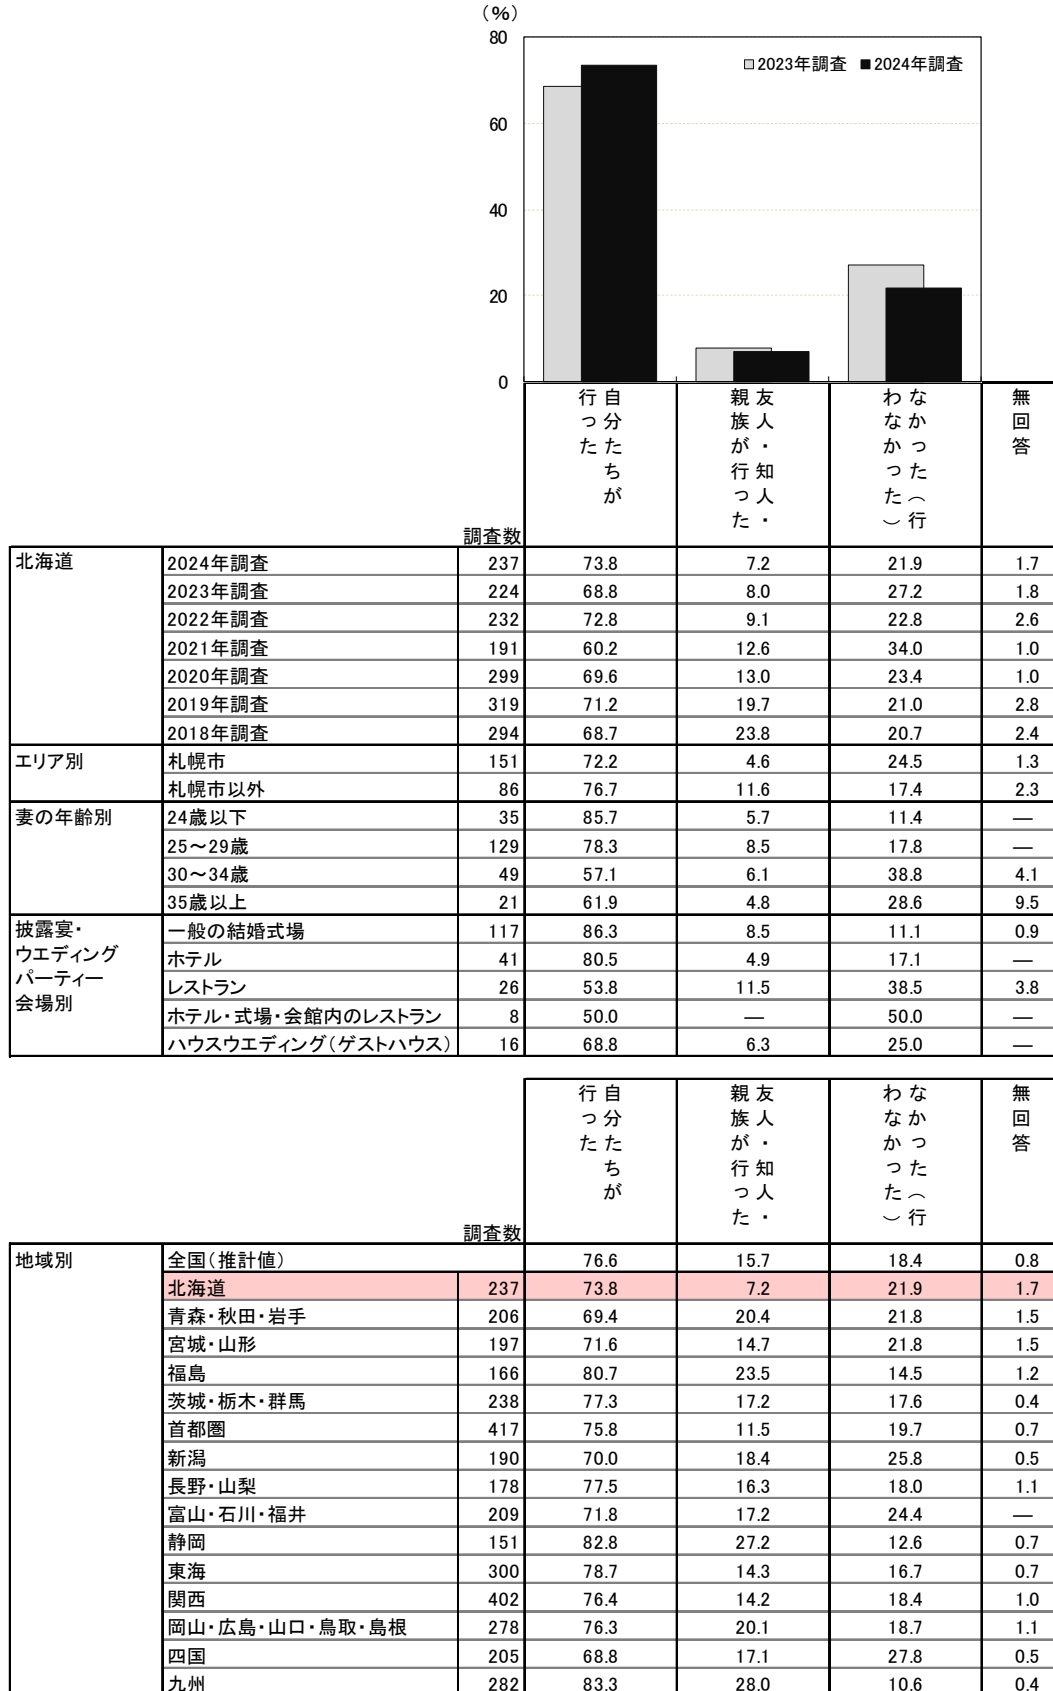 (%)
80
□2023年調査 ■2024年調査
60
40
20
0
自分たちが
行った
友人・知人・
親族が行った
なかった(行
わなかった)
無回答
調査数
北海道 2024年調査 237 73.8 7.2 21.9 1.7
2023年調査 224 68.8 8.0 27.2 1.8
2022年調査 232 72.8 9.1 22.8 2.6
2021年調査 191 60.2 12.6 34.0 1.0
2020年調査 299 69.6 13.0 23.4 1.0
2019年調査 319 71.2 19.7 21.0 2.8
2018年調査 294 68.7 23.8 20.7 2.4
エリア別 札幌市 151 72.2 4.6 24.5 1.3
札幌市以外 86 76.7 11.6 17.4 2.3
妻の年齢別 24歳以下 35 85.7 5.7 11.4 —
25～29歳 129 78.3 8.5 17.8 —
30～34歳 49 57.1 6.1 38.8 4.1
35歳以上 21 61.9 4.8 28.6 9.5
披露宴・
ウエディング
パーティー
会場別
一般の結婚式場 117 86.3 8.5 11.1 0.9
ホテル 41 80.5 4.9 17.1 —
レストラン 26 53.8 11.5 38.5 3.8
ホテル・式場・会館内のレストラン 8 50.0 — 50.0 —
ハウスウエディング(ゲストハウス) 16 68.8 6.3 25.0 —
自分たちが
行った
友人・知人・
親族が行った
なかった(行
わなかった)
無回答
調査数
地域別 全国(推計値) 76.6 15.7 18.4 0.8
北海道 237 73.8 7.2 21.9 1.7
青森・秋田・岩手 206 69.4 20.4 21.8 1.5
宮城・山形 197 71.6 14.7 21.8 1.5
福島 166 80.7 23.5 14.5 1.2
茨城・栃木・群馬 238 77.3 17.2 17.6 0.4
首都圏 417 75.8 11.5 19.7 0.7
新潟 190 70.0 18.4 25.8 0.5
長野・山梨 178 77.5 16.3 18.0 1.1
富山・石川・福井 209 71.8 17.2 24.4 —
静岡 151 82.8 27.2 12.6 0.7
東海 300 78.7 14.3 16.7 0.7
関西 402 76.4 14.2 18.4 1.0
岡山・広島・山口・鳥取・島根 278 76.3 20.1 18.7 1.1
四国 205 68.8 17.1 27.8 0.5
九州 282 83.3 28.0 10.6 0.4